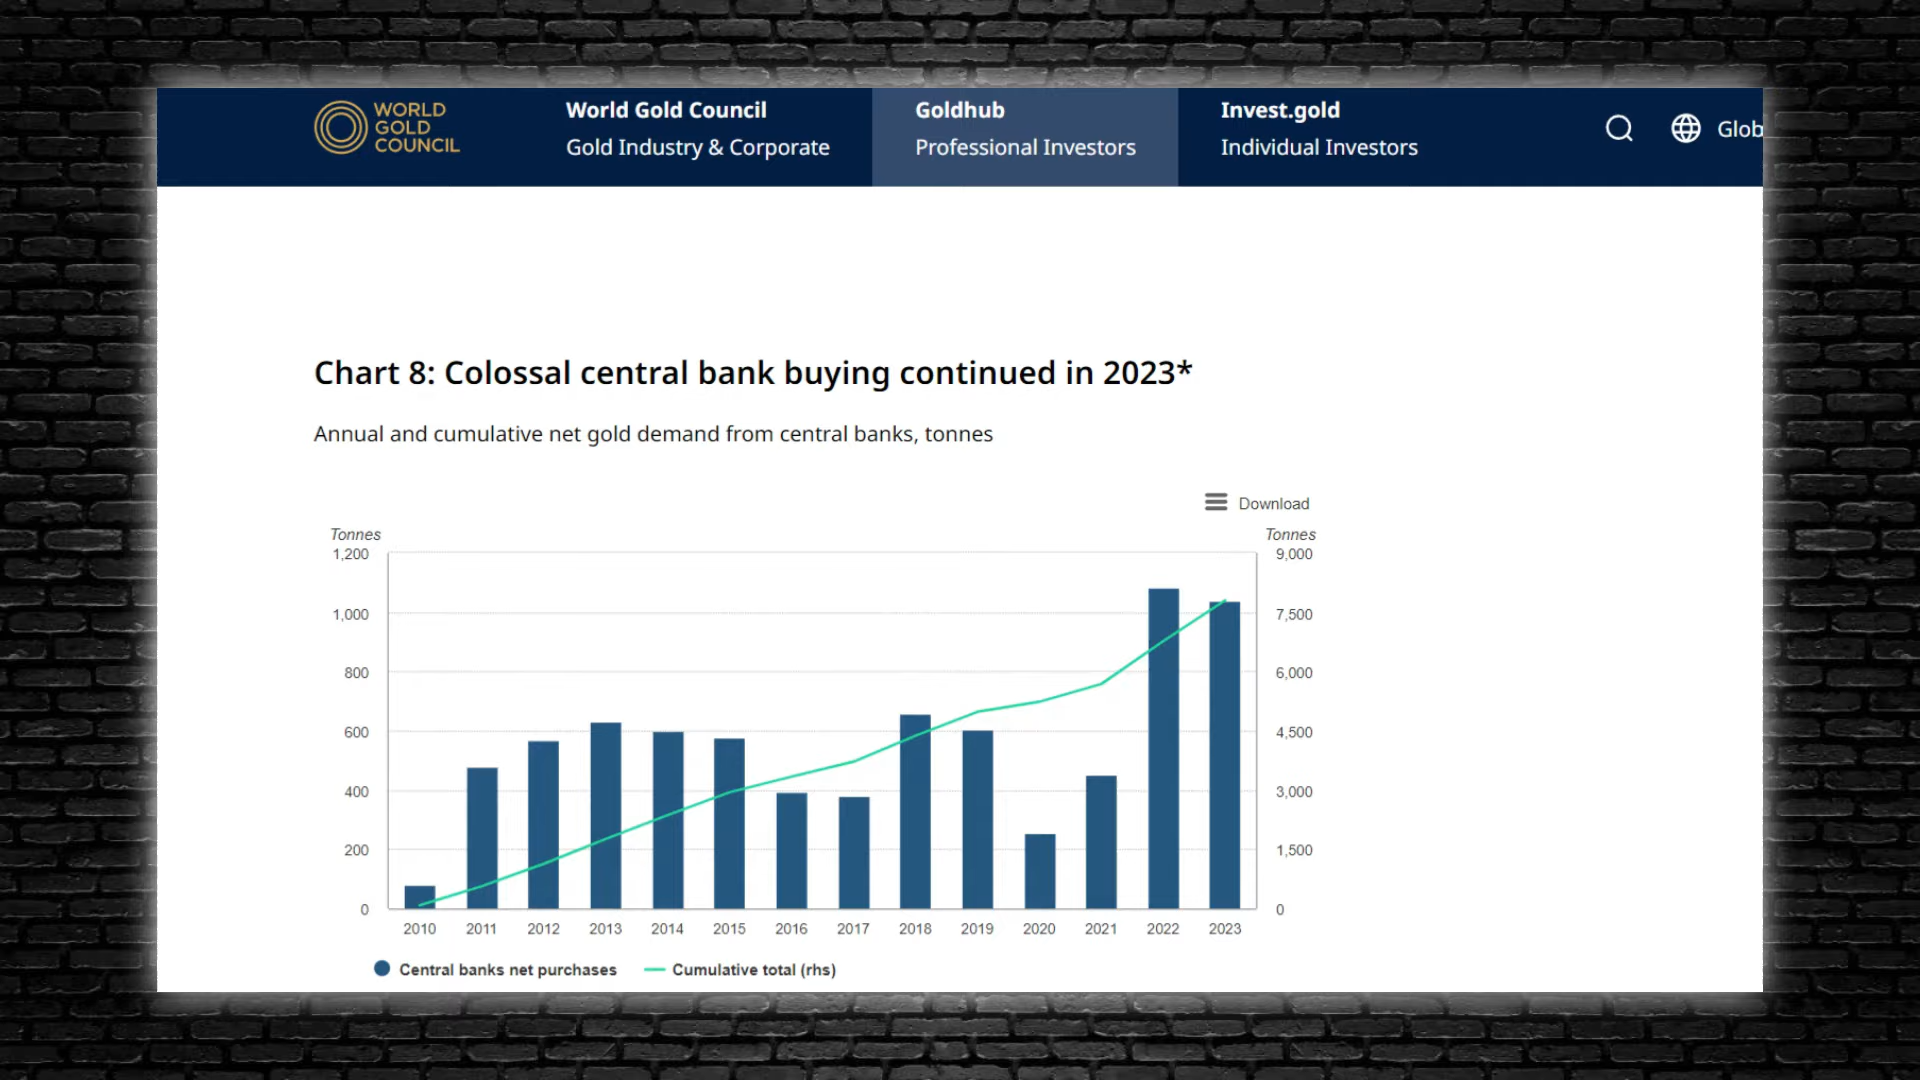 WORLD
GOLD
COUNCIL
World Gold Council
Gold Industry & Corporate
Goldhub
Professional Investors
Invest.gold
Individual Investors
Glob
Chart 8: Colossal central bank buying continued in 2023*
Annual and cumulative net gold demand from central banks, tonnes
Download
Tonnes Tonnes
1,200 9,000
1,000 7,500
800 6,000
600 4,500
400 3,000
200 1,500
0 0
2010 2011 2012 2013 2014 2015 2016 2017 2018 2019 2020 2021 2022 2023
Central banks net purchases Cumulative total (rhs)